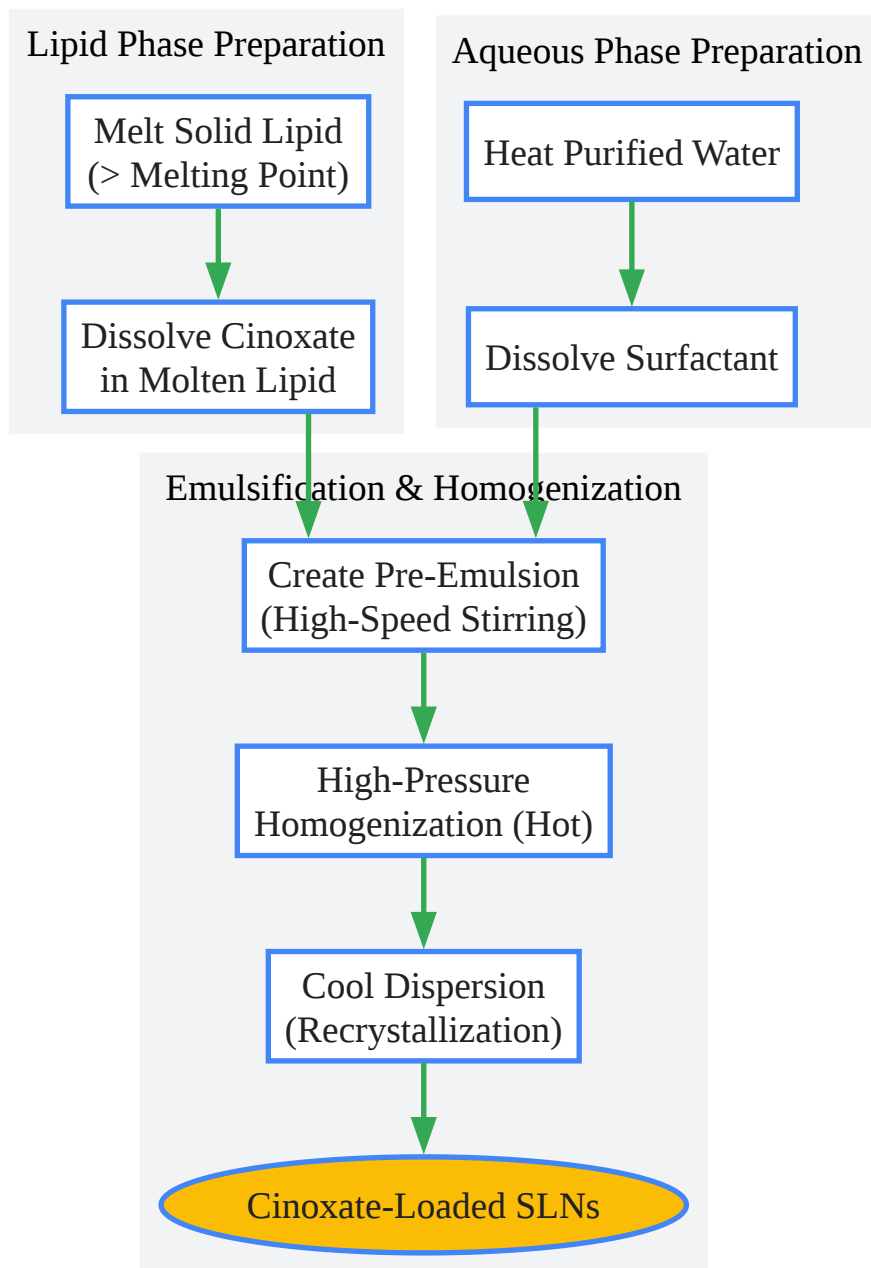 Lipid Phase Preparation
Melt Solid Lipid
(> Melting Point)
Dissolve Cinoxate
in Molten Lipid
Aqueous Phase Preparation
Heat Purified Water
Dissolve Surfactant
Emulsification & Homogenization
Create Pre-Emulsion
(High-Speed Stirring)
High-Pressure
Homogenization (Hot)
Cool Dispersion
(Recrystallization)
Cinoxate-Loaded SLNs